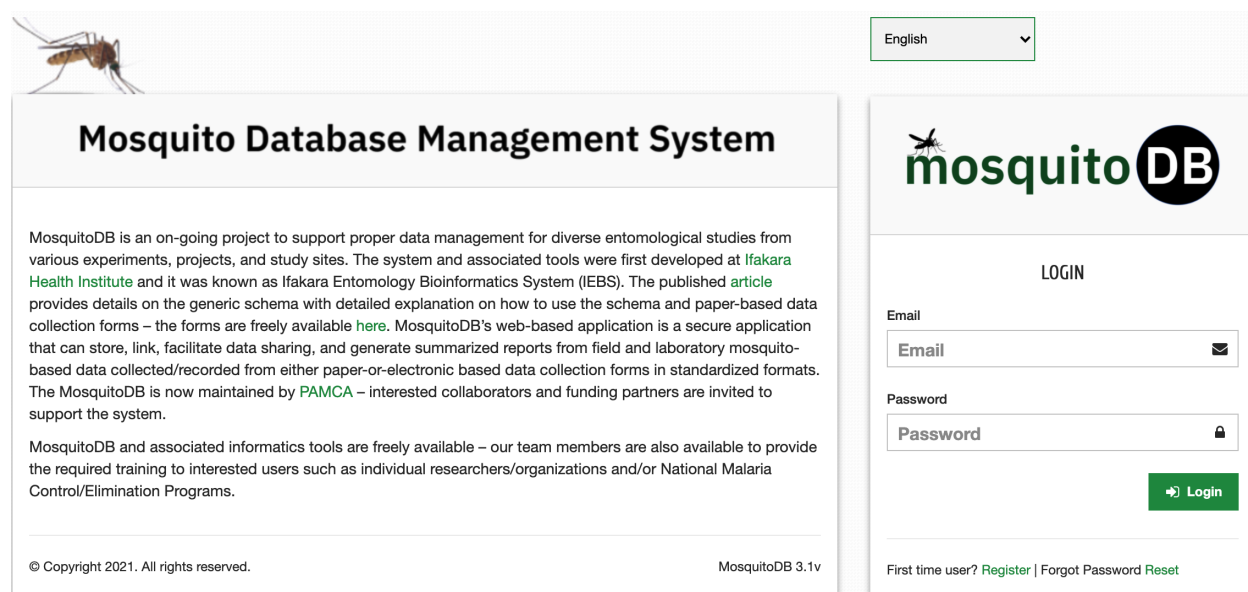 English
Mosquito Database Management System
MosquitoDB is an on-going project to support proper data management for diverse entomological studies from
various experiments, projects, and study sites. The system and associated tools were first developed at Ifakara
Health Institute and it was known as Ifakara Entomology Bioinformatics System (IEBS). The published article
provides details on the generic schema with detailed explanation on how to use the schema and paper-based data
collection forms – the forms are freely available here. MosquitoDB's web-based application is a secure application
that can store, link, facilitate data sharing, and generate summarized reports from field and laboratory mosquito-
based data collected/recorded from either paper-or-electronic based data collection forms in standardized formats.
The MosquitoDB is now maintained by PAMCA – interested collaborators and funding partners are invited to
support the system.
MosquitoDB and associated informatics tools are freely available – our team members are also available to provide
the required training to interested users such as individual researchers/organizations and/or National Malaria
Control/Elimination Programs.
© Copyright 2021. All rights reserved.
MosquitoDB 3.1v
mosquito DB
LOGIN
Email
Email
Password
Password
Login
First time user? Register | Forgot Password Reset